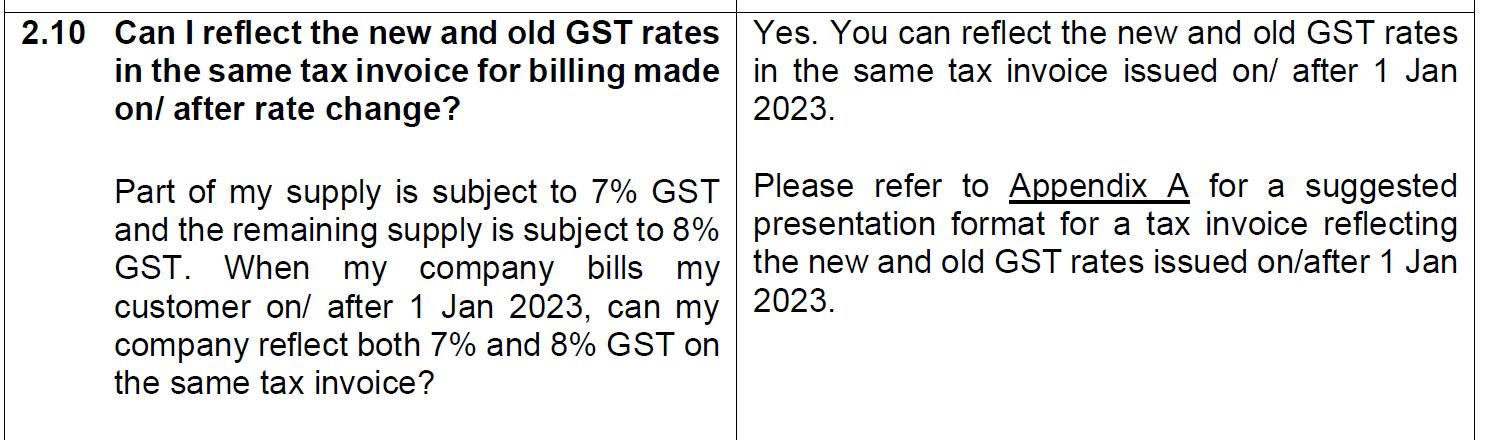 2.10 Can I reflect the new and old GST rates
in the same tax invoice for billing made
on/ after rate change?
Part of my supply is subject to 7% GST
and the remaining supply is subject to 8%
GST. When my company bills my
customer on/ after 1 Jan 2023, can my
company reflect both 7% and 8% GST on
the same tax invoice?
Yes. You can reflect the new and old GST rates
in the same tax invoice issued on/ after 1 Jan
2023.
Please refer to Appendix A for a suggested
presentation format for a tax invoice reflecting
the new and old GST rates issued on/after 1 Jan
2023.